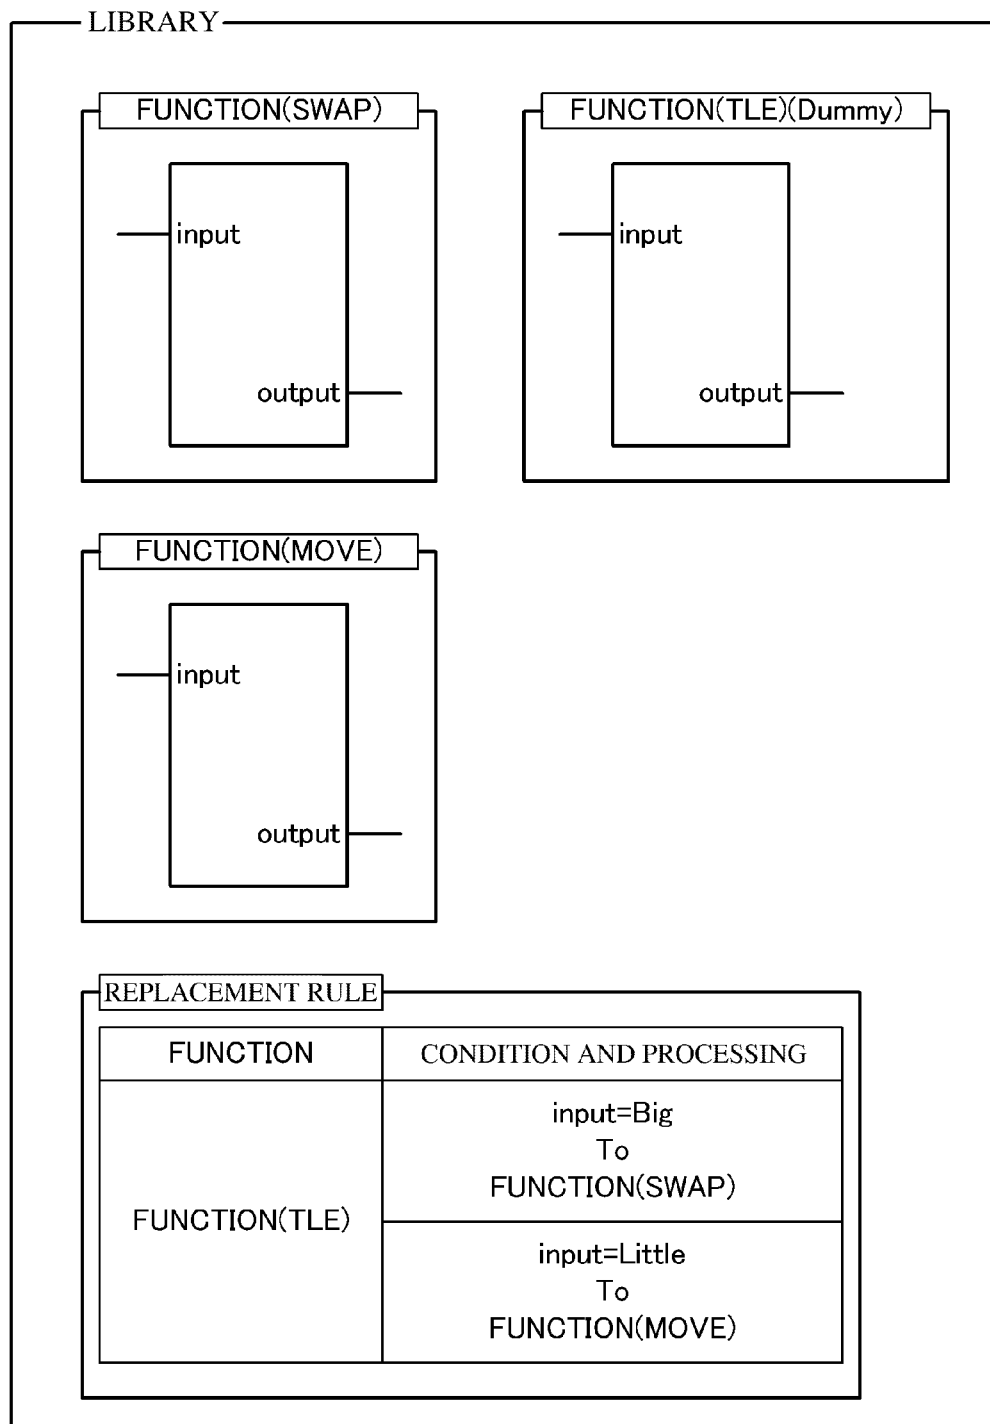 LIBRARY
FUNCTION(SWAP)
input
output
FUNCTION(TLE)(Dummy)
input
output
FUNCTION(MOVE)
input
output
REPLACEMENT RULE
FUNCTION
CONDITION AND PROCESSING
FUNCTION(TLE)
input=Big
To
FUNCTION(SWAP)
input=Little
To
FUNCTION(MOVE)